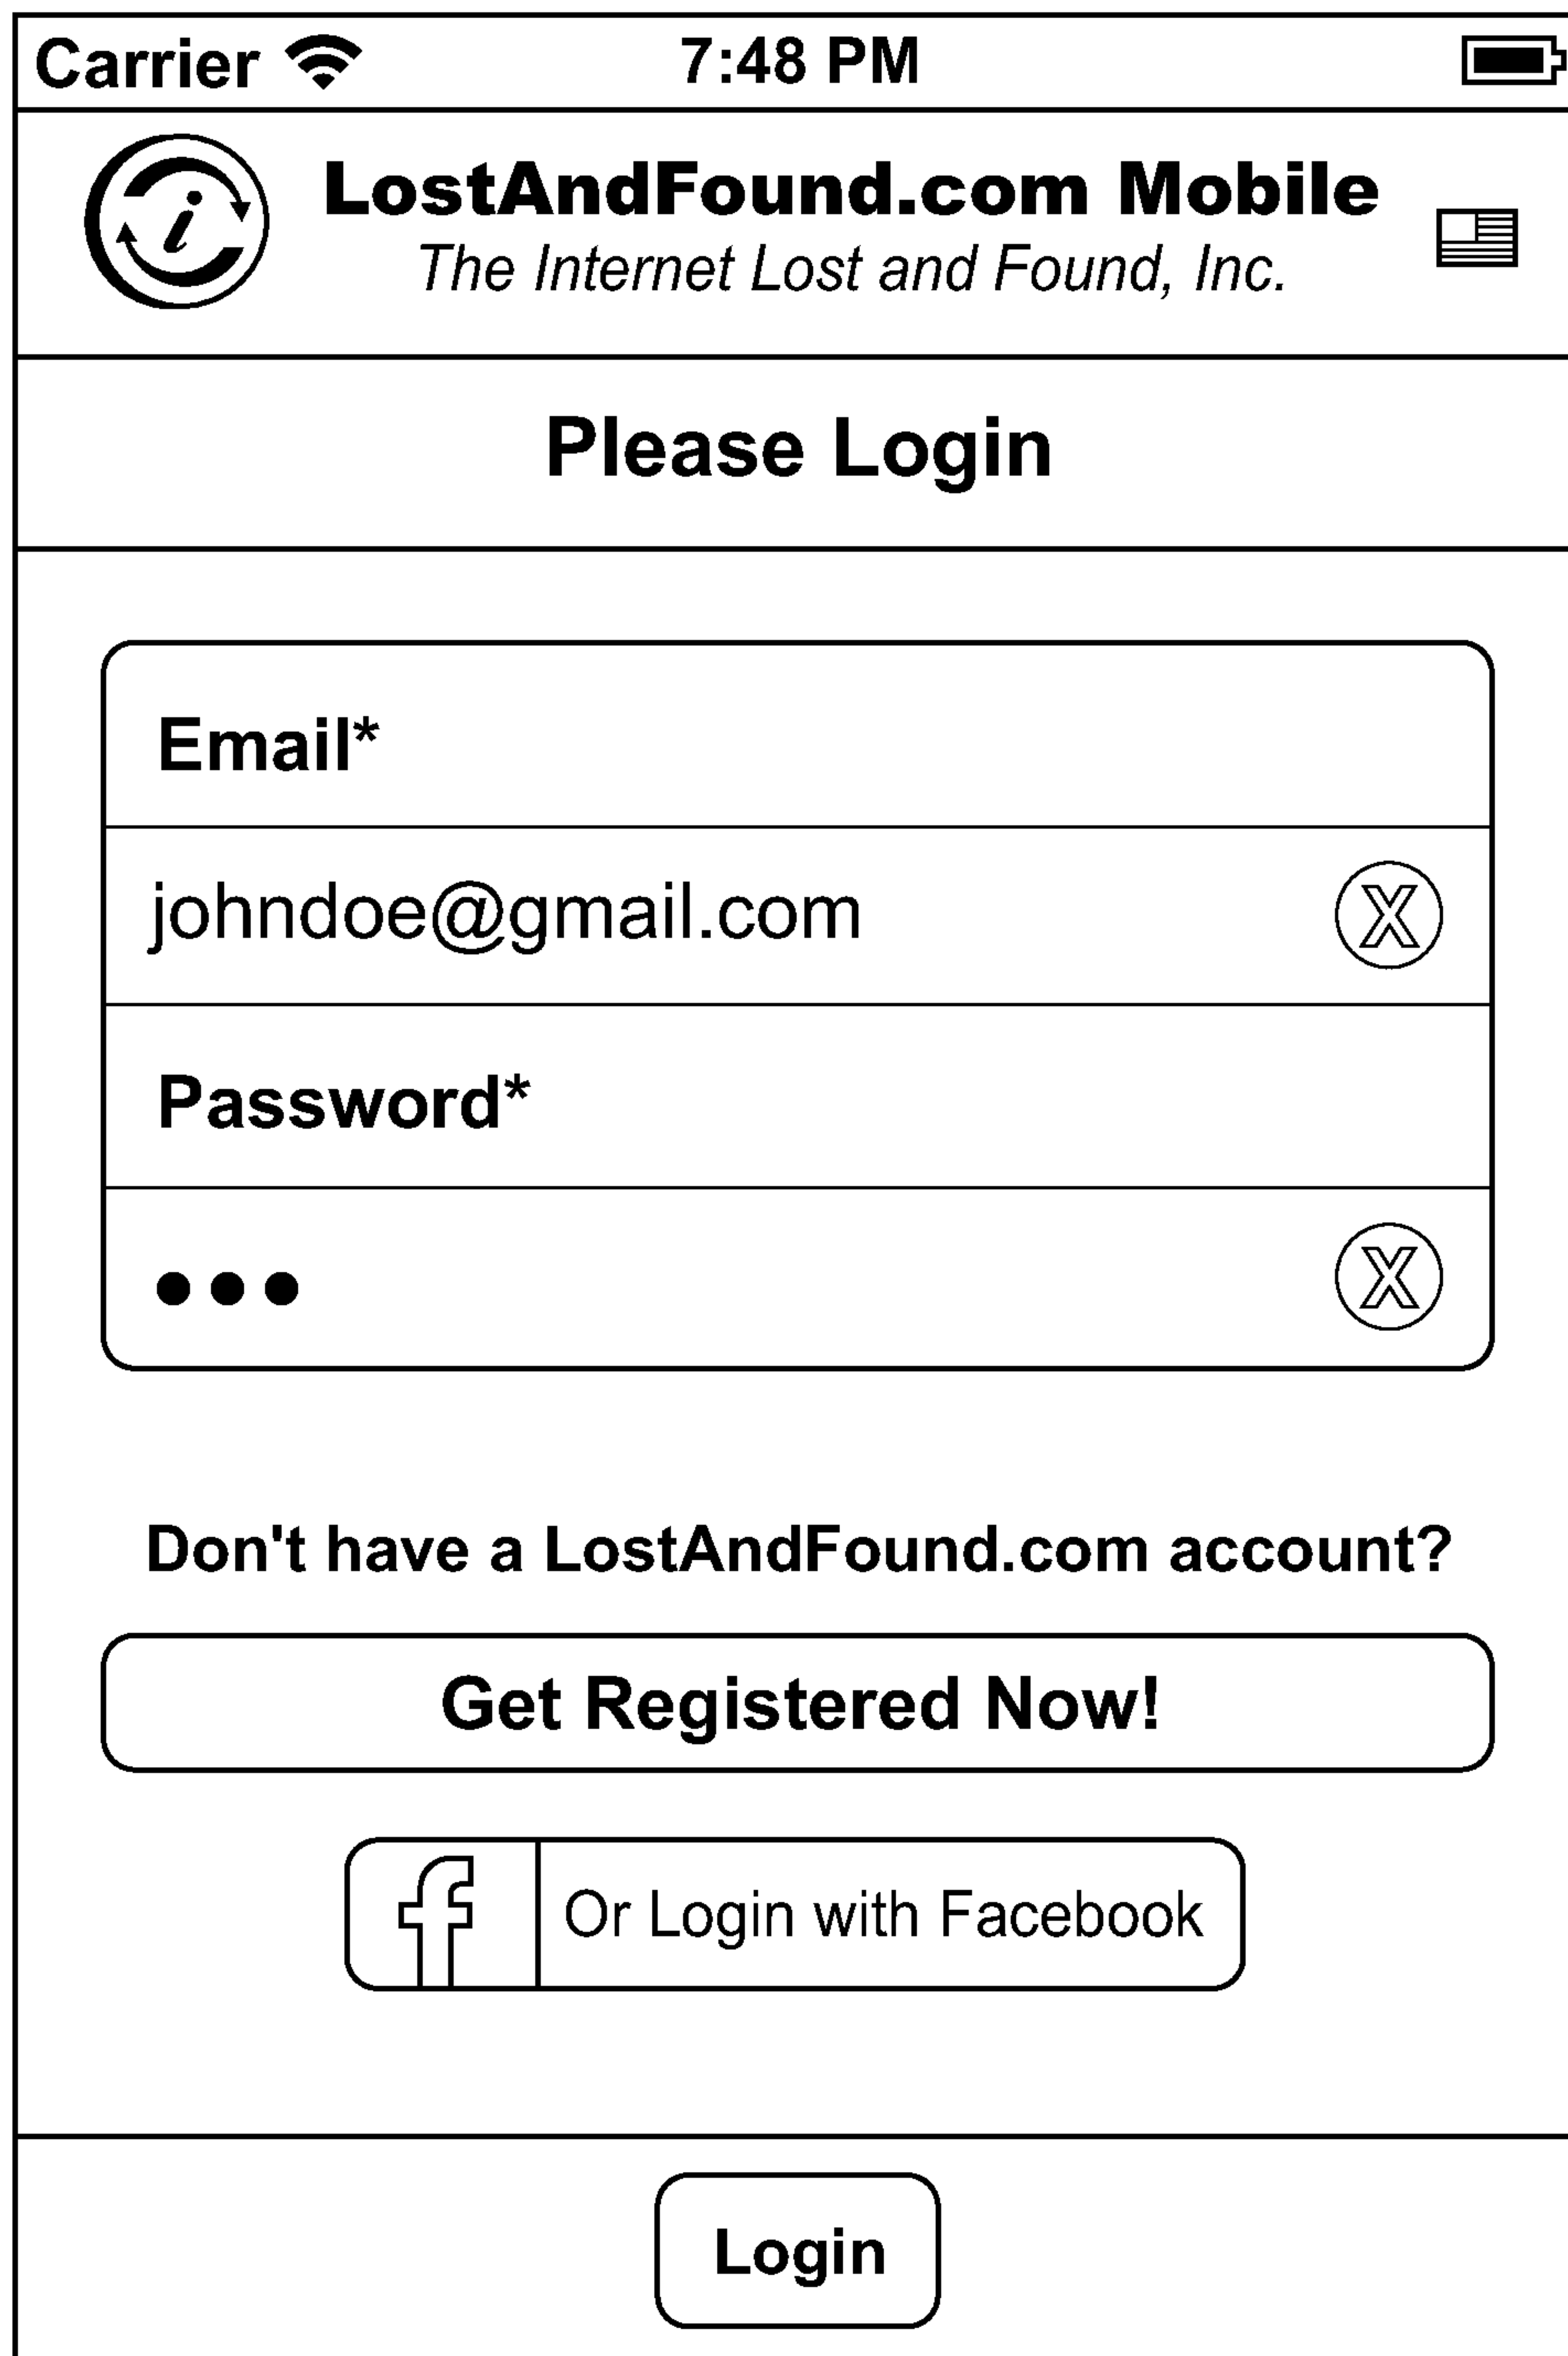 Carrier 7:48 PM
i
LostAndFound.com Mobile
The Internet Lost and Found, Inc.
Please Login
Email*
johndoe@gmail.com X
Password*
●●● X
Don't have a LostAndFound.com account?
Get Registered Now!
f Or Login with Facebook
Login